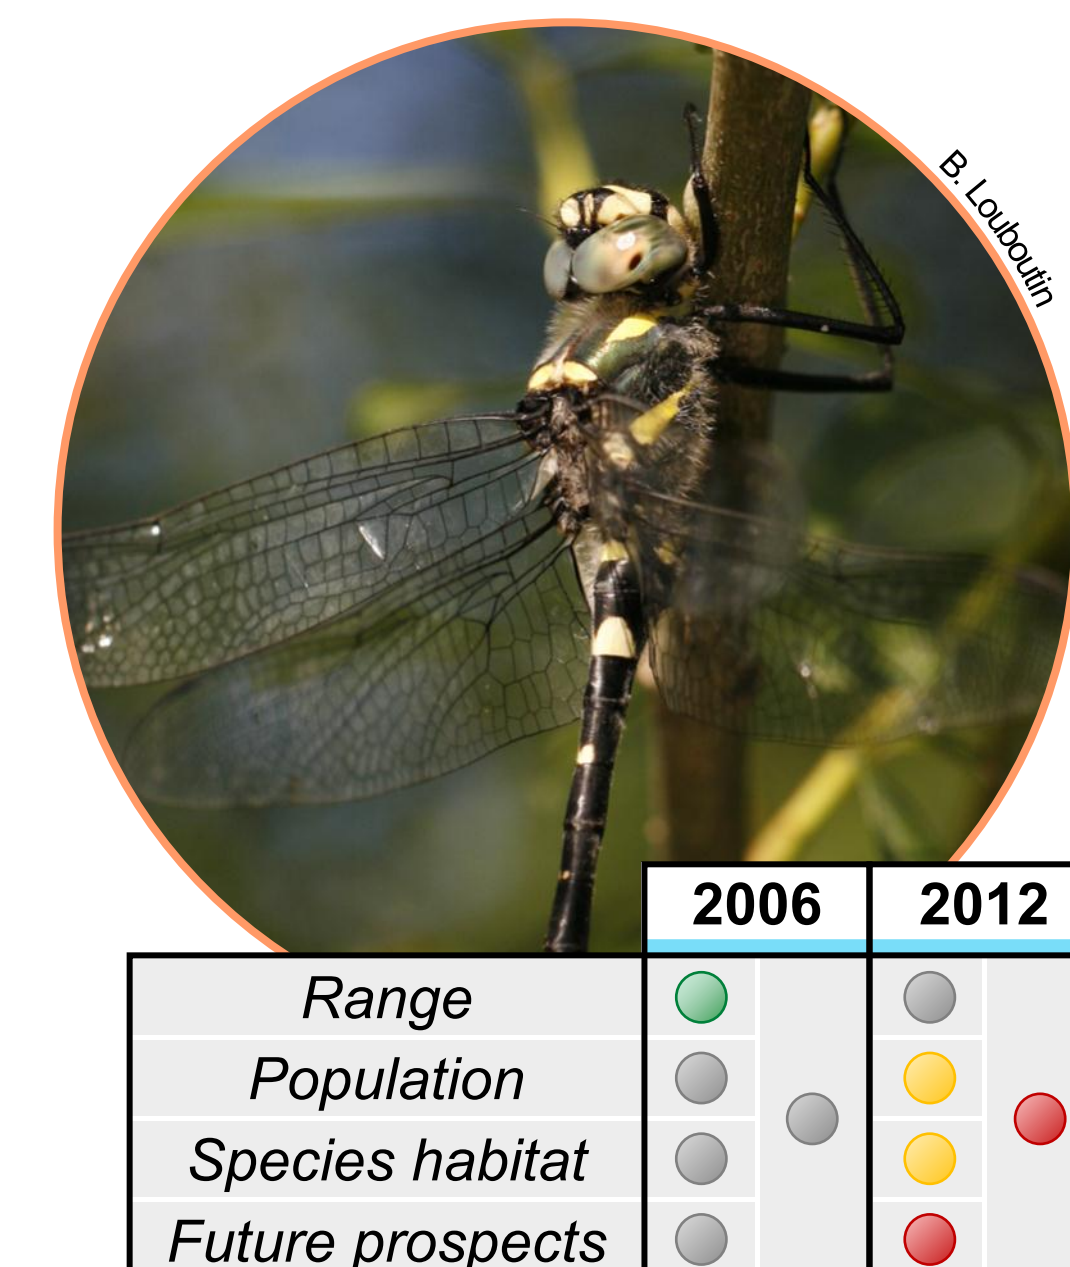 B. Louboutin
2006 2012
Range
Population
Species habitat
Future prospects